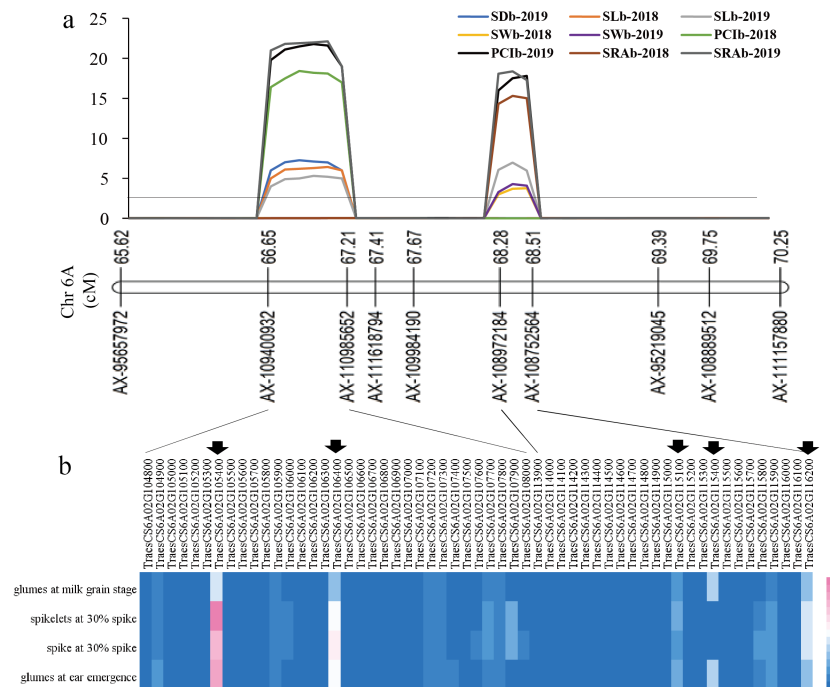 a
SDb-2019 SLb-2018 SLb-2019
SWb-2018 SWb-2019 PCIb-2018
PCIb-2019 SRAb-2018 SRAb-2019
25
20
15
10
5
0
Chr 6A
(cM)
65.62
66.65
67.21
67.41
67.67
68.28
68.51
69.39
69.75
70.25
AX-95657972
AX-109400932
AX-110985652
AX-111618794
AX-109984190
AX-108972184
AX-108752564
AX-95219045
AX-108889512
AX-111157880
b
TraesCS6A02G104800
TraesCS6A02G104900
TraesCS6A02G105000
TraesCS6A02G105100
TraesCS6A02G105200
TraesCS6A02G105300
TraesCS6A02G105400
TraesCS6A02G105500
TraesCS6A02G105600
TraesCS6A02G105700
TraesCS6A02G105800
TraesCS6A02G105900
TraesCS6A02G106000
TraesCS6A02G106100
TraesCS6A02G106200
TraesCS6A02G106300
TraesCS6A02G106400
TraesCS6A02G106500
TraesCS6A02G106600
TraesCS6A02G106700
TraesCS6A02G106800
TraesCS6A02G106900
TraesCS6A02G107000
TraesCS6A02G107100
TraesCS6A02G107200
TraesCS6A02G107300
TraesCS6A02G107400
TraesCS6A02G107500
TraesCS6A02G107600
TraesCS6A02G107700
TraesCS6A02G107800
TraesCS6A02G107900
TraesCS6A02G108000
TraesCS6A02G113900
TraesCS6A02G114000
TraesCS6A02G114100
TraesCS6A02G114200
TraesCS6A02G114300
TraesCS6A02G114400
TraesCS6A02G114500
TraesCS6A02G114600
TraesCS6A02G114700
TraesCS6A02G114800
TraesCS6A02G114900
TraesCS6A02G115000
TraesCS6A02G115100
TraesCS6A02G115200
TraesCS6A02G115300
TraesCS6A02G115400
TraesCS6A02G115500
TraesCS6A02G115600
TraesCS6A02G115700
TraesCS6A02G115800
TraesCS6A02G115900
TraesCS6A02G116000
TraesCS6A02G116100
TraesCS6A02G116200
glumes at milk grain stage
spikelets at 30% spike
spike at 30% spike
glumes at ear emergence